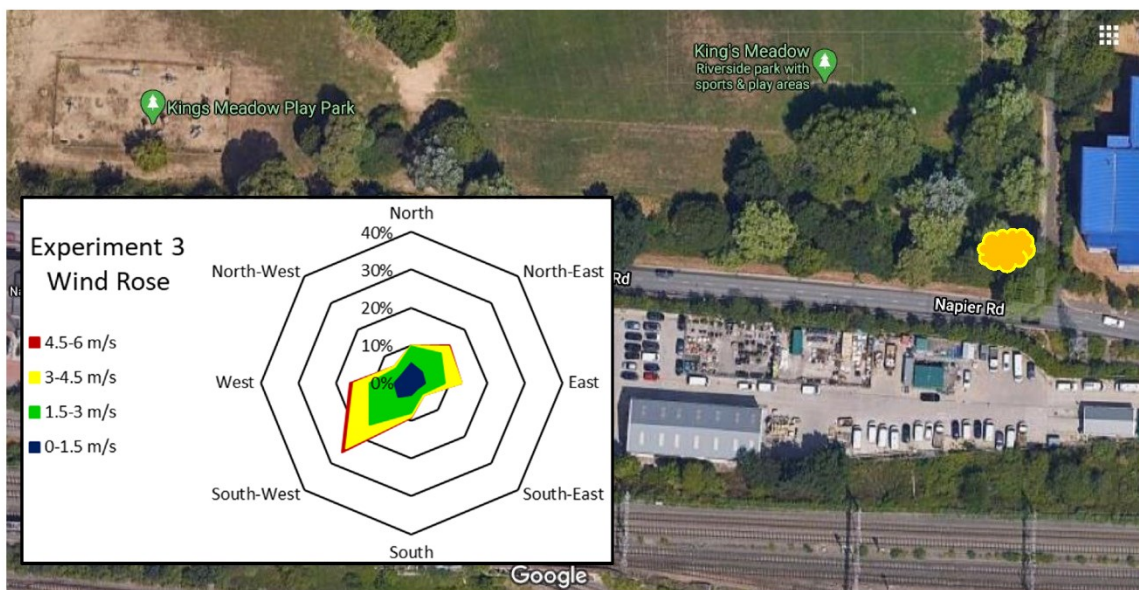 King's Meadow
Riverside park with
sports & play areas
Kings Meadow Play Park
Experiment 3
Wind Rose
4.5-6 m/s
3-4.5 m/s
1.5-3 m/s
0-1.5 m/s
North
North-East
East
South-East
South
South-West
West
North-West
40%
30%
20%
10%
0%
Rd
Napier Rd
Google